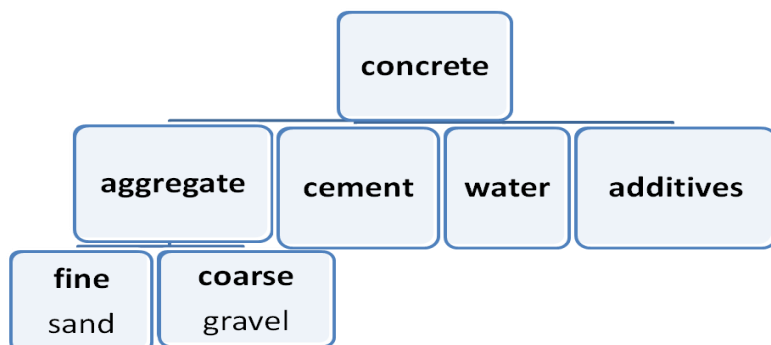 concrete
aggregate
cement
water
additives
fine
sand
coarse
gravel